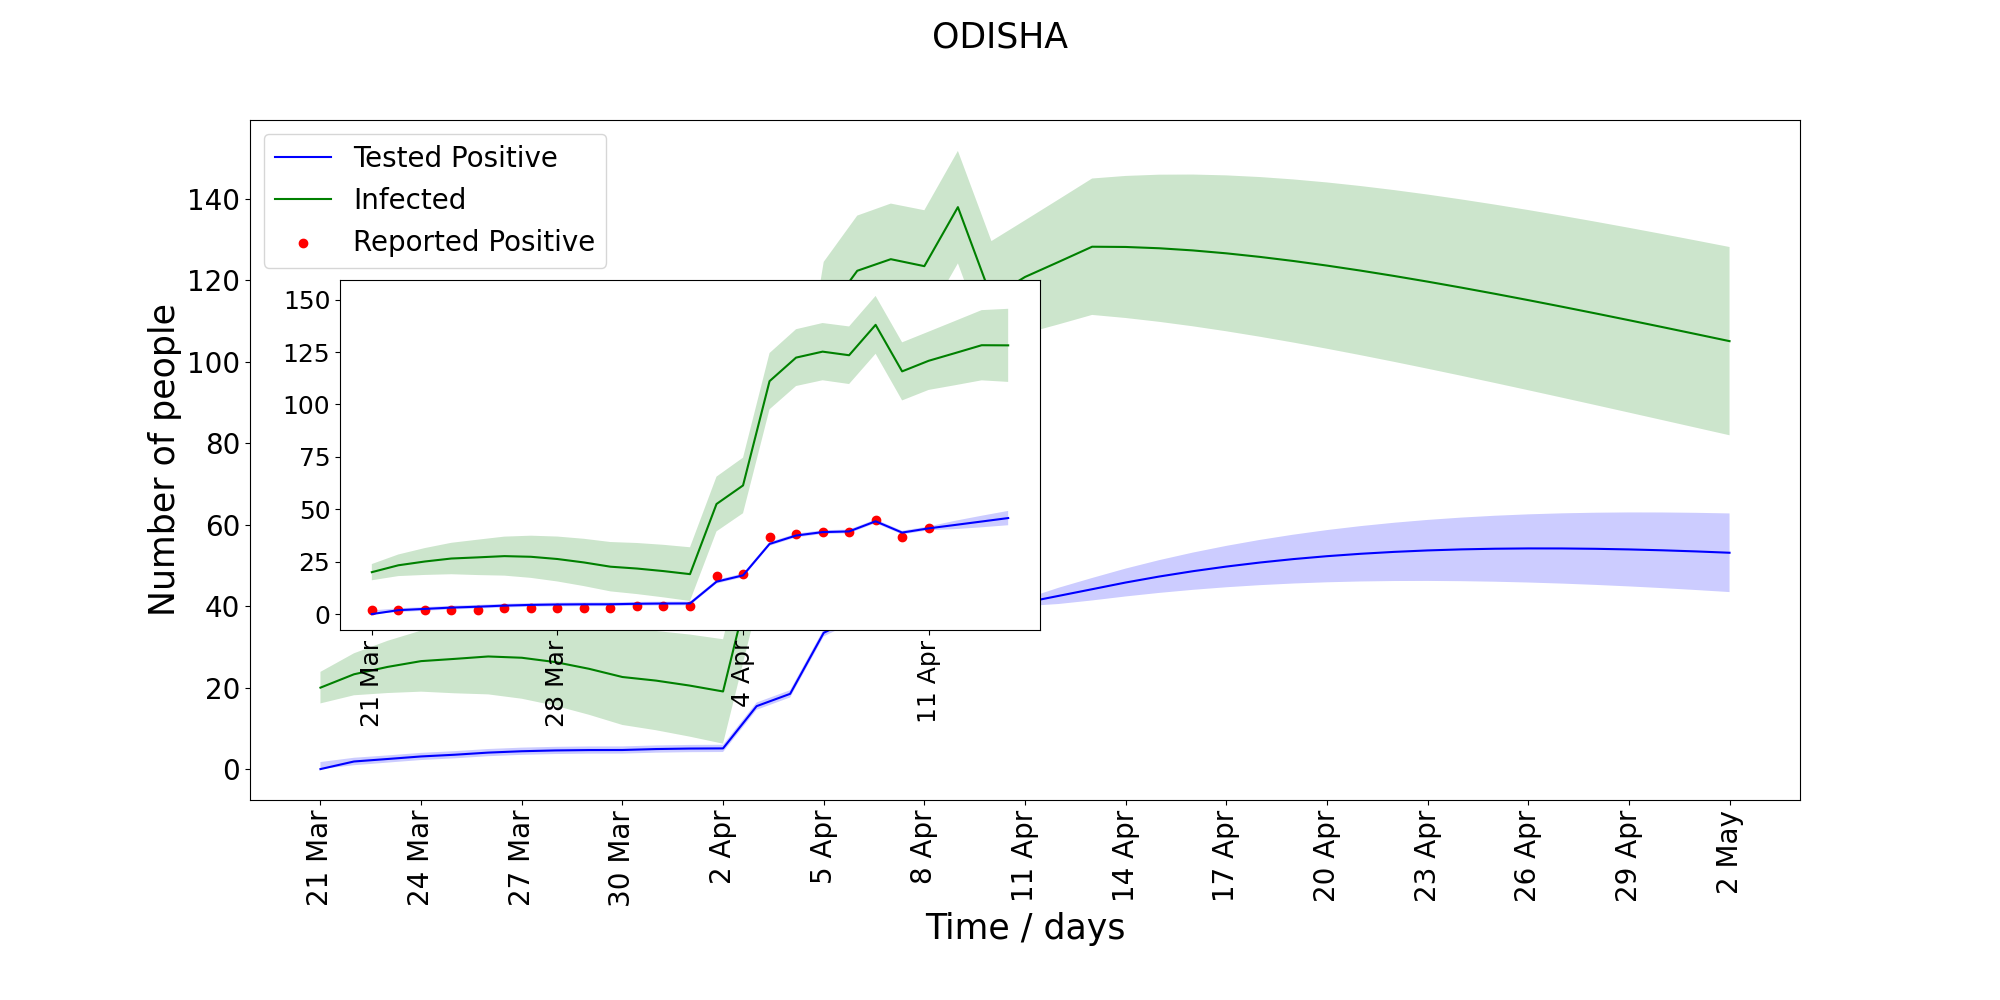 ODISHA
Tested Positive
Infected
Reported Positive
Number of people
140
120
100
80
60
40
20
0
150
125
100
75
50
25
0
21 Mar
28 Mar
4 Apr
11 Apr
21 Mar
24 Mar
27 Mar
30 Mar
2 Apr
5 Apr
8 Apr
11 Apr
14 Apr
17 Apr
20 Apr
23 Apr
26 Apr
29 Apr
2 May
Time / days